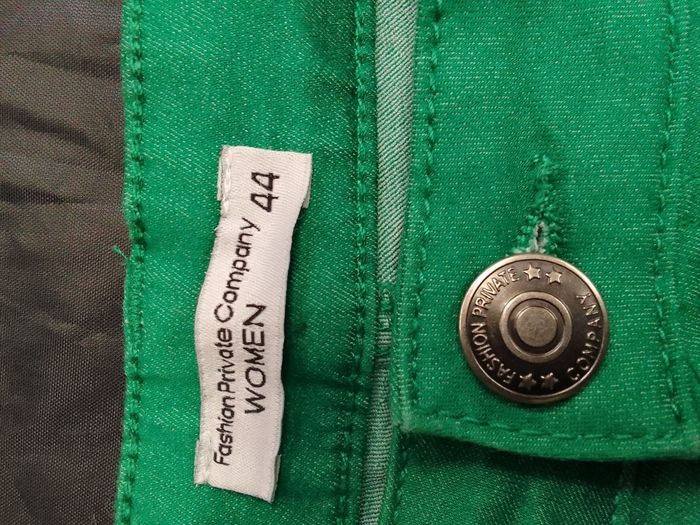 Fashion Private Company
WOMEN 44
FASHION PRIVATE ★★
COMPANY ★★